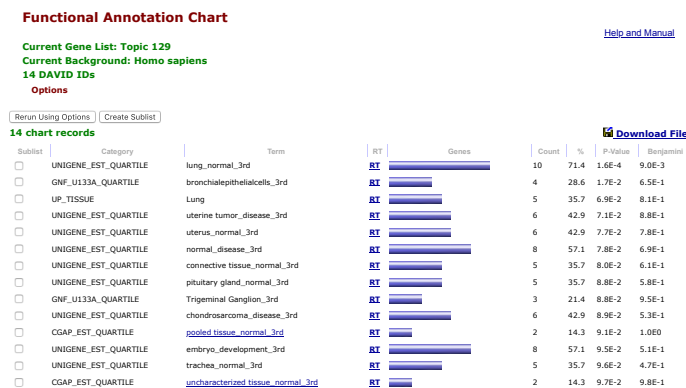 Functional Annotation Chart
Help and Manual
Current Gene List: Topic 129
Current Background: Homo sapiens
14 DAVID IDs
Options
Rerun Using Options Create Sublist
14 chart records Download File
Sublist Category Term RT Genes Count % P-Value Benjamini
UNIGENE_EST_QUARTILE lung_normal_3rd RT 10 71.4 1.6E-4 9.0E-3
GNF_U133A_QUARTILE bronchialepithelialcells_3rd RT 4 28.6 1.7E-2 6.5E-1
UP_TISSUE Lung RT 5 35.7 6.9E-2 8.1E-1
UNIGENE_EST_QUARTILE uterine tumor_disease_3rd RT 6 42.9 7.1E-2 8.8E-1
UNIGENE_EST_QUARTILE uterus_normal_3rd RT 6 42.9 7.7E-2 7.8E-1
UNIGENE_EST_QUARTILE normal_disease_3rd RT 8 57.1 7.8E-2 6.9E-1
UNIGENE_EST_QUARTILE connective tissue_normal_3rd RT 5 35.7 8.0E-2 6.1E-1
UNIGENE_EST_QUARTILE pituitary gland_normal_3rd RT 5 35.7 8.8E-2 5.8E-1
GNF_U133A_QUARTILE Trigeminal Ganglion_3rd RT 3 21.4 8.8E-2 9.5E-1
UNIGENE_EST_QUARTILE chondrosarcoma_disease_3rd RT 6 42.9 8.9E-2 5.3E-1
CGAP_EST_QUARTILE pooled tissue_normal_3rd RT 2 14.3 9.1E-2 1.0E0
UNIGENE_EST_QUARTILE embryo_development_3rd RT 8 57.1 9.5E-2 5.1E-1
UNIGENE_EST_QUARTILE trachea_normal_3rd RT 5 35.7 9.6E-2 4.7E-1
CGAP_EST_QUARTILE uncharacterized tissue_normal_3rd RT 2 14.3 9.7E-2 9.8E-1